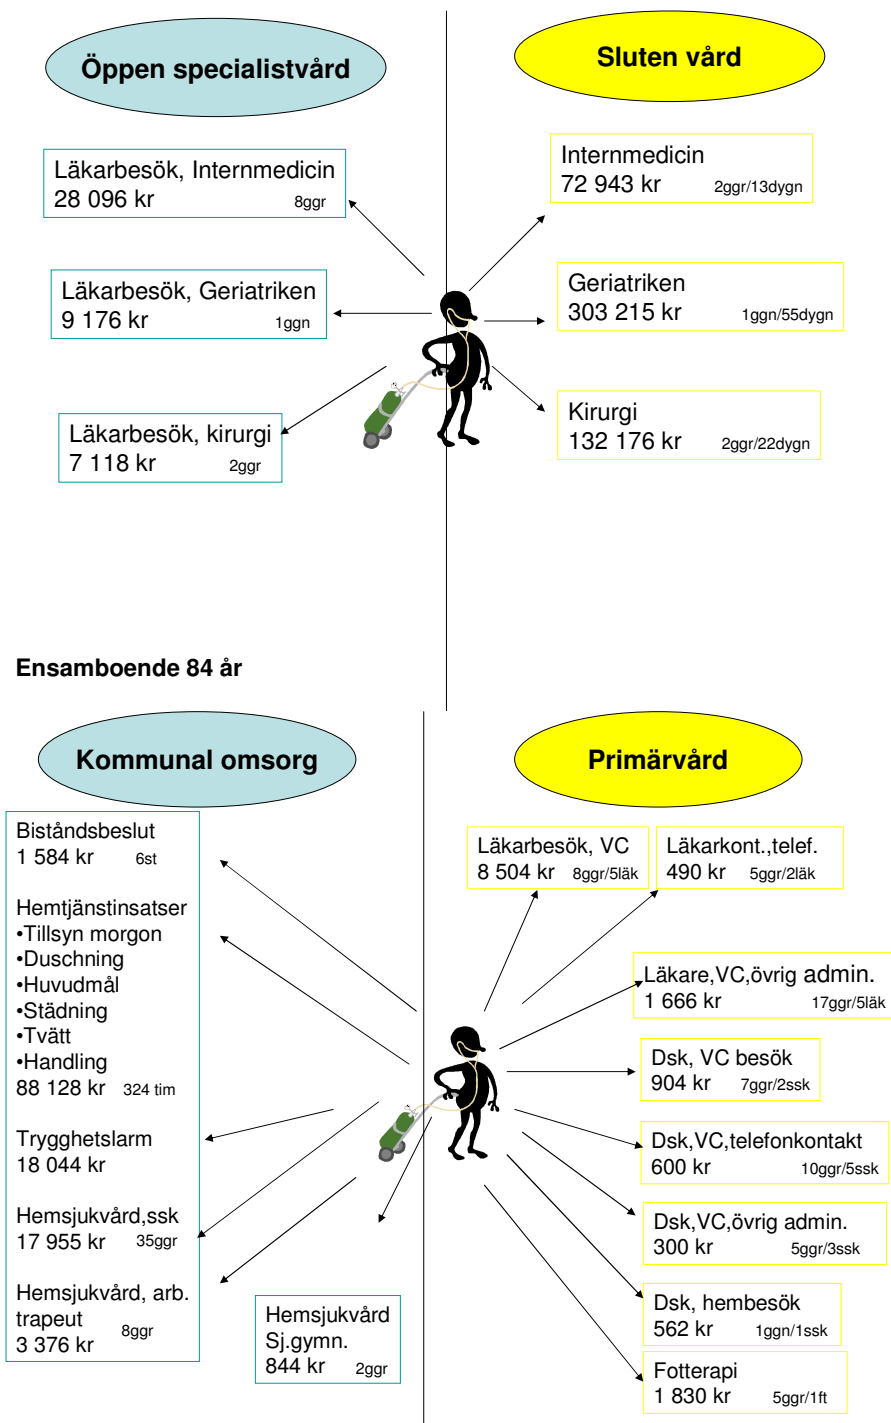 Öppen specialistvård
Läkarbesök, Internmedicin
28 096 kr 8ggr
Läkarbesök, Geriatriken
9 176 kr 1ggn
Läkarbesök, kirurgi
7 118 kr 2ggr
Sluten vård
Internmedicin
72 943 kr 2ggr/13dygn
Geriatriken
303 215 kr 1ggn/55dygn
Kirurgi
132 176 kr 2ggr/22dygn
Ensamboende 84 år
Kommunal omsorg
Biståndsbeslut
1 584 kr 6st
Hemtjänstinsatser
•Tillsyn morgon
•Duschning
•Huvudmål
•Städning
•Tvätt
•Handling
88 128 kr 324 tim
Trygghetslarm
18 044 kr
Hemsjukvård,ssk
17 955 kr 35ggr
Hemsjukvård, arb.
trapeut
3 376 kr 8ggr
Hemsjukvård
Sj.gymn.
844 kr 2ggr
Primärvård
Läkarbesök, VC
8 504 kr 8ggr/5läk
Läkarkont.,telef.
490 kr 5ggr/2läk
Läkare,VC,övrig admin.
1 666 kr 17ggr/5läk
Dsk, VC besök
904 kr 7ggr/2ssk
Dsk,VC,telefonkontakt
600 kr 10ggr/5ssk
Dsk,VC,övrig admin.
300 kr 5ggr/3ssk
Dsk, hembesök
562 kr 1ggn/1ssk
Fotterapi
1 830 kr 5ggr/1ft